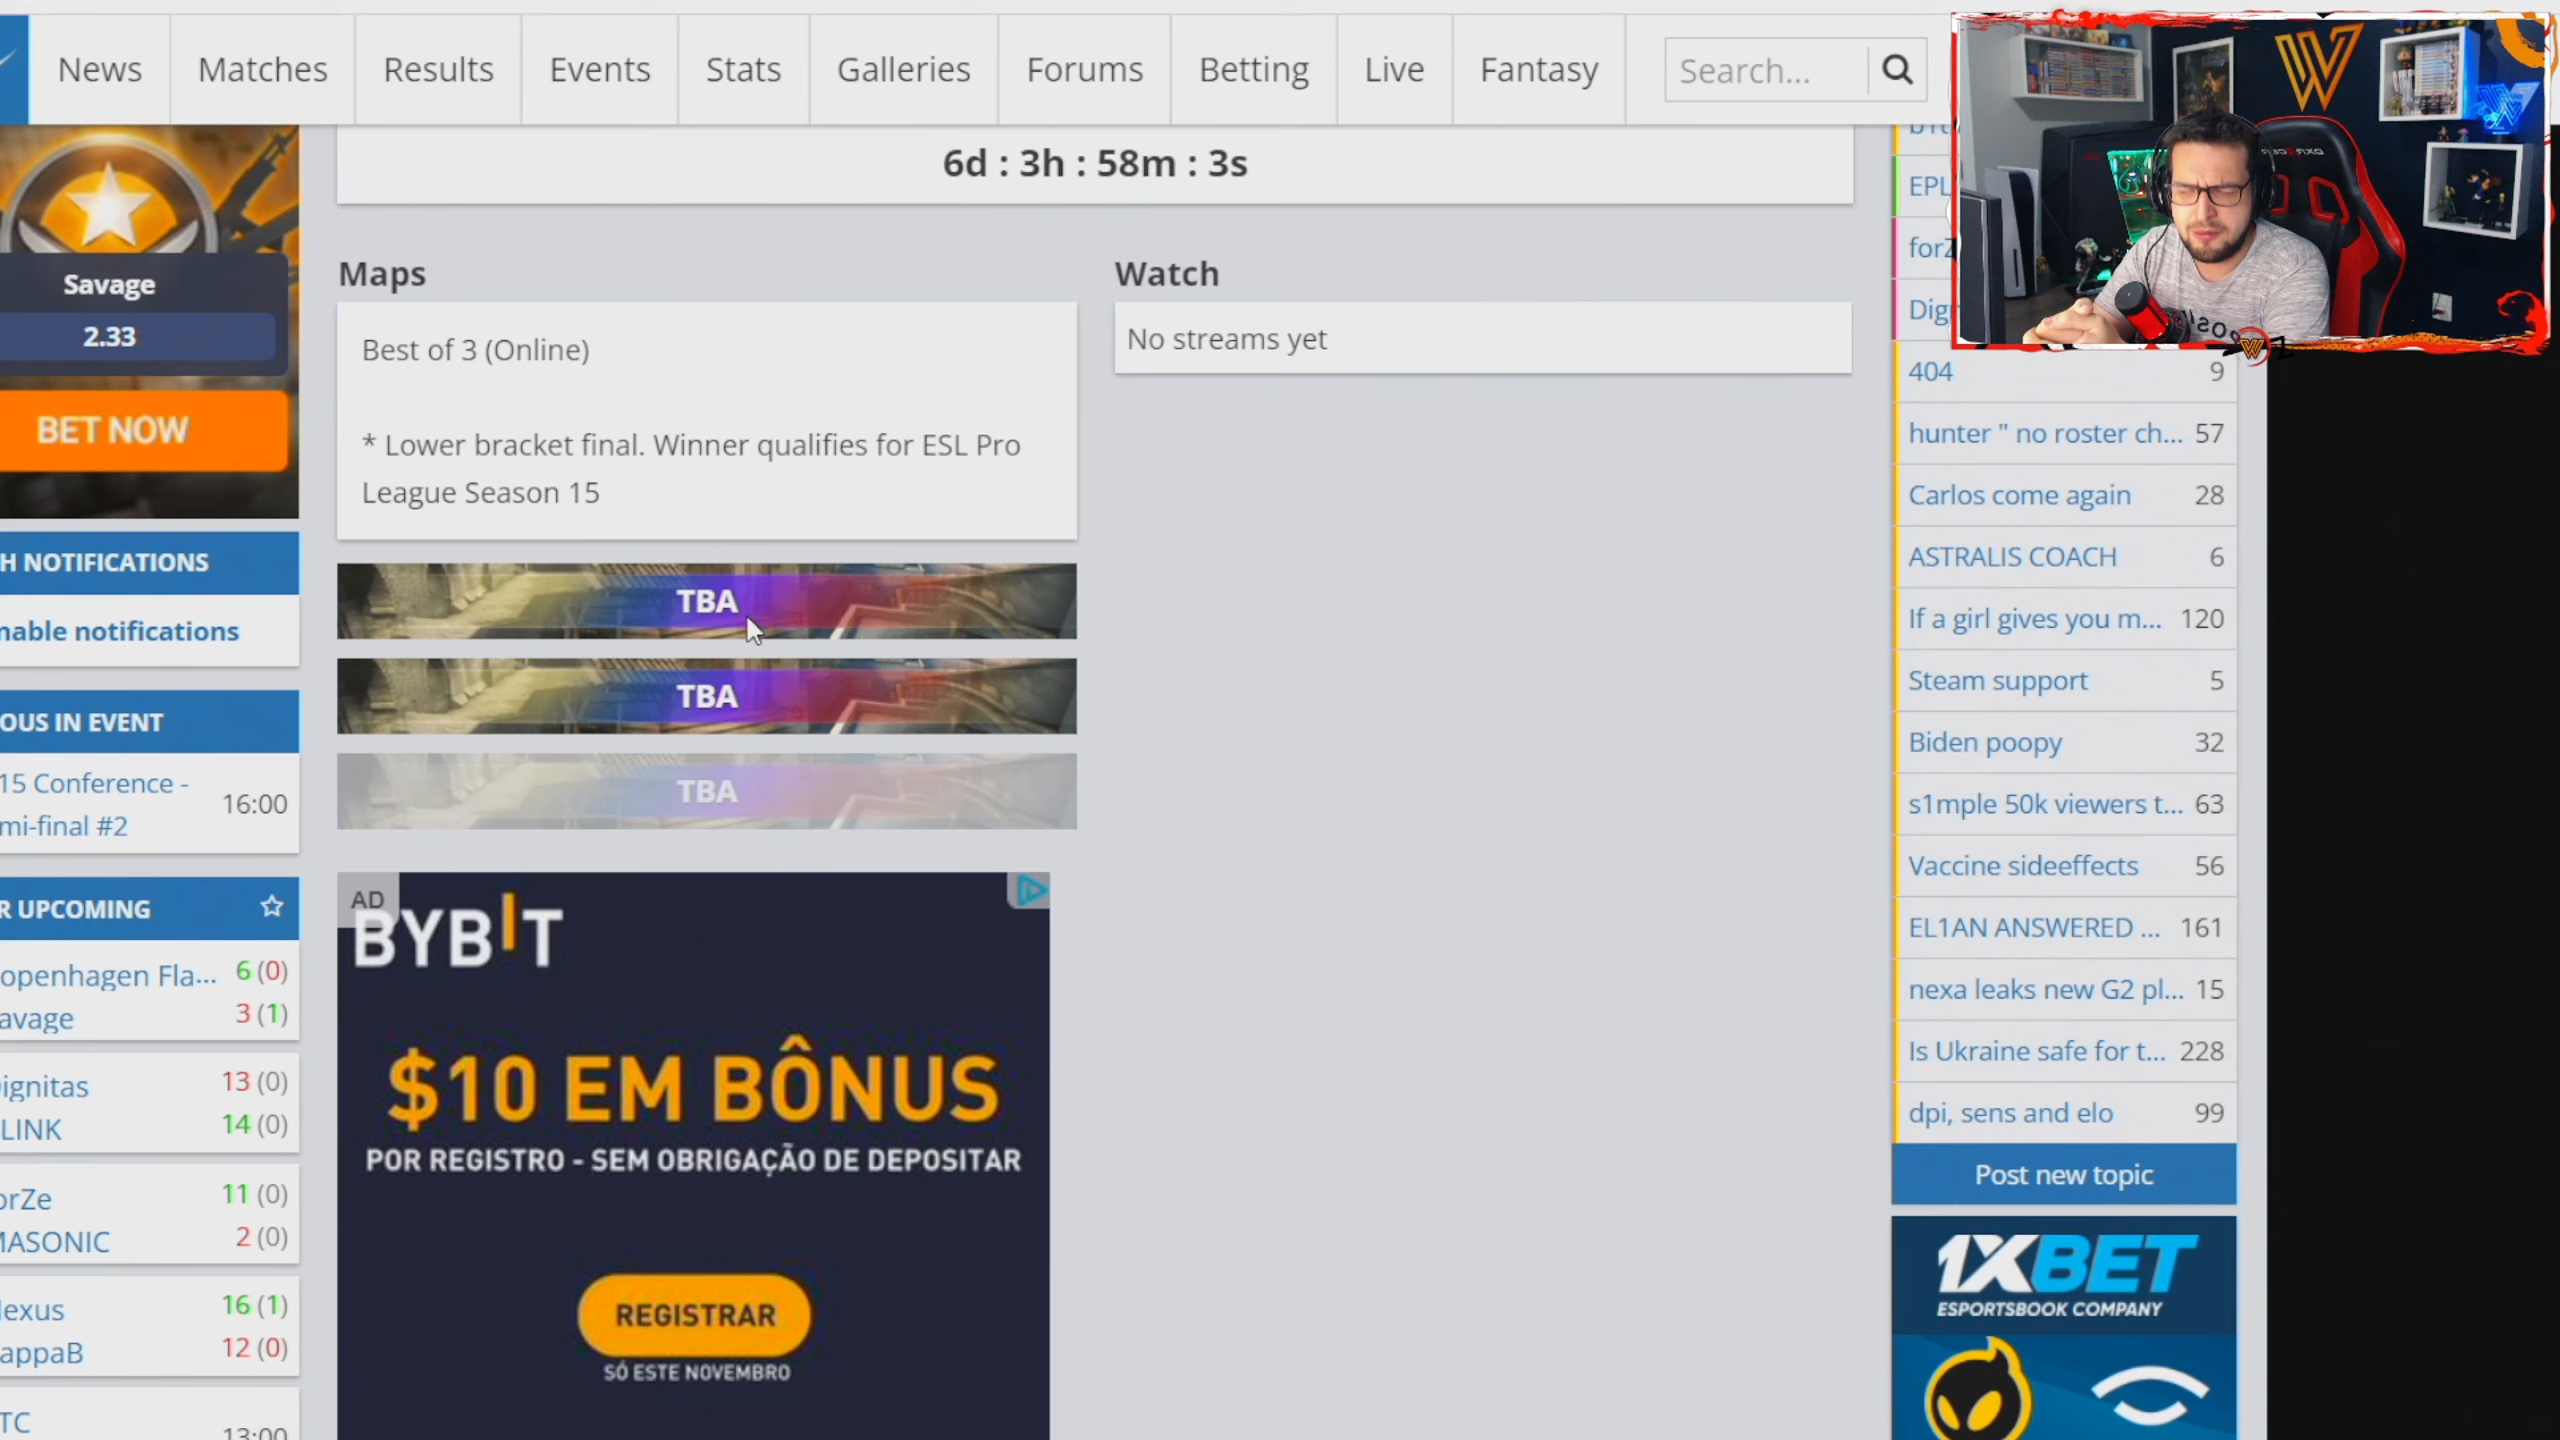 News Matches Results Events Stats Galleries Forums Betting Live Fantasy Search...
6d : 3h : 58m : 3s
Savage
2.33
BET NOW
H NOTIFICATIONS
nable notifications
OUS IN EVENT
15 Conference - 16:00
mi-final #2
R UPCOMING
openhagen Fla... 6 (0)
avage 3 (1)
ignitas 13 (0)
LINK 14 (0)
orZe 11 (0)
MASONIC 2 (0)
lexus 16 (1)
appaB 12 (0)
TC
13:00
Maps
Best of 3 (Online)
* Lower bracket final. Winner qualifies for ESL Pro
League Season 15
TBA
TBA
TBA
AD
BYBIT
$10 EM BÔNUS
POR REGISTRO - SEM OBRIGAÇÃO DE DEPOSITAR
REGISTRAR
SÓ ESTE NOVEMBRO
Watch
No streams yet
EPL
forZ
Dig
404 9
hunter " no roster ch... 57
Carlos come again 28
ASTRALIS COACH 6
If a girl gives you m... 120
Steam support 5
Biden poopy 32
s1mple 50k viewers t... 63
Vaccine sideeffects 56
EL1AN ANSWERED ... 161
nexa leaks new G2 pl... 15
Is Ukraine safe for t... 228
dpi, sens and elo 99
Post new topic
1XBET
ESPORTSBOOK COMPANY